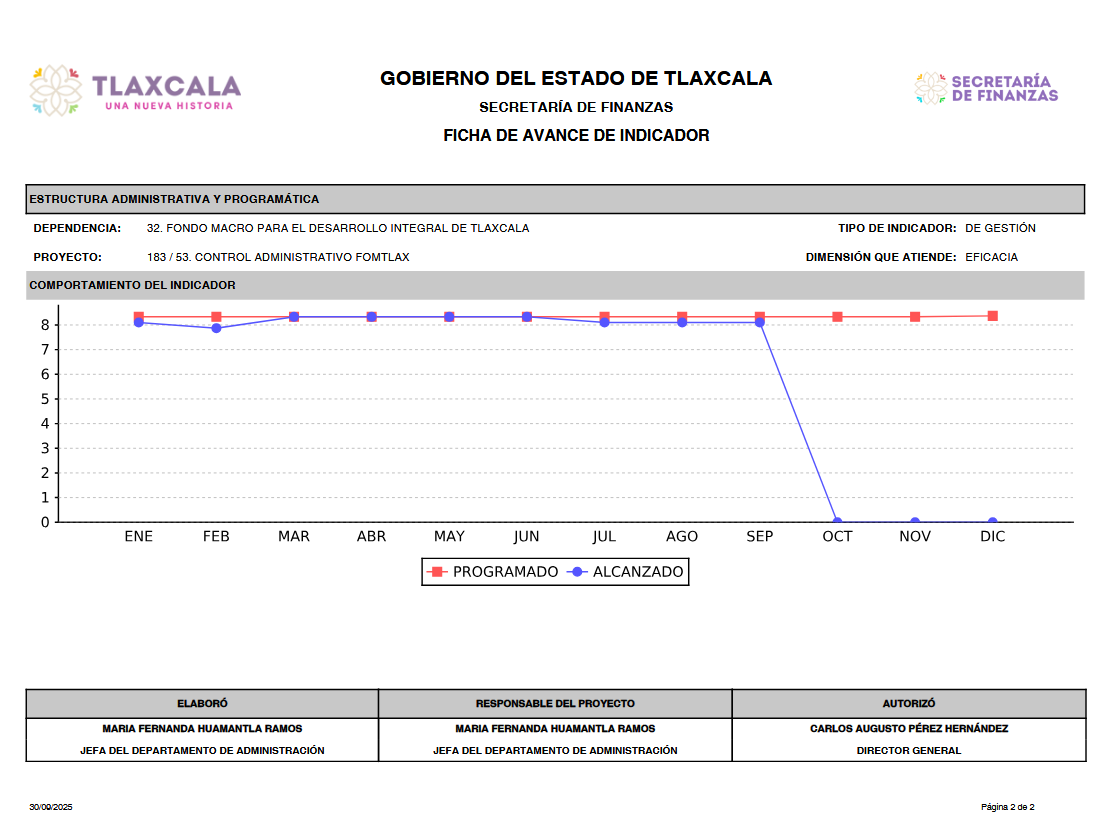 TLAXCALA
UNA NUEVA HISTORIA
GOBIERNO DEL ESTADO DE TLAXCALA
SECRETARÍA DE FINANZAS
FICHA DE AVANCE DE INDICADOR
SECRETARÍA
DE FINANZAS
ESTRUCTURA ADMINISTRATIVA Y PROGRAMÁTICA
DEPENDENCIA: 32. FONDO MACRO PARA EL DESARROLLO INTEGRAL DE TLAXCALA TIPO DE INDICADOR: DE GESTIÓN
PROYECTO: 183 / 53. CONTROL ADMINISTRATIVO FOMTLAX DIMENSIÓN QUE ATIENDE: EFICACIA
COMPORTAMIENTO DEL INDICADOR
8
7
6
5
4
3
2
1
0
ENE FEB MAR ABR MAY JUN JUL AGO SEP OCT NOV DIC
PROGRAMADO ALCANZADO
ELABORÓ RESPONSABLE DEL PROYECTO AUTORIZÓ
MARIA FERNANDA HUAMANTLA RAMOS MARIA FERNANDA HUAMANTLA RAMOS CARLOS AUGUSTO PÉREZ HERNÁNDEZ
JEFA DEL DEPARTAMENTO DE ADMINISTRACIÓN JEFA DEL DEPARTAMENTO DE ADMINISTRACIÓN DIRECTOR GENERAL
30/09/2025 Página 2 de 2